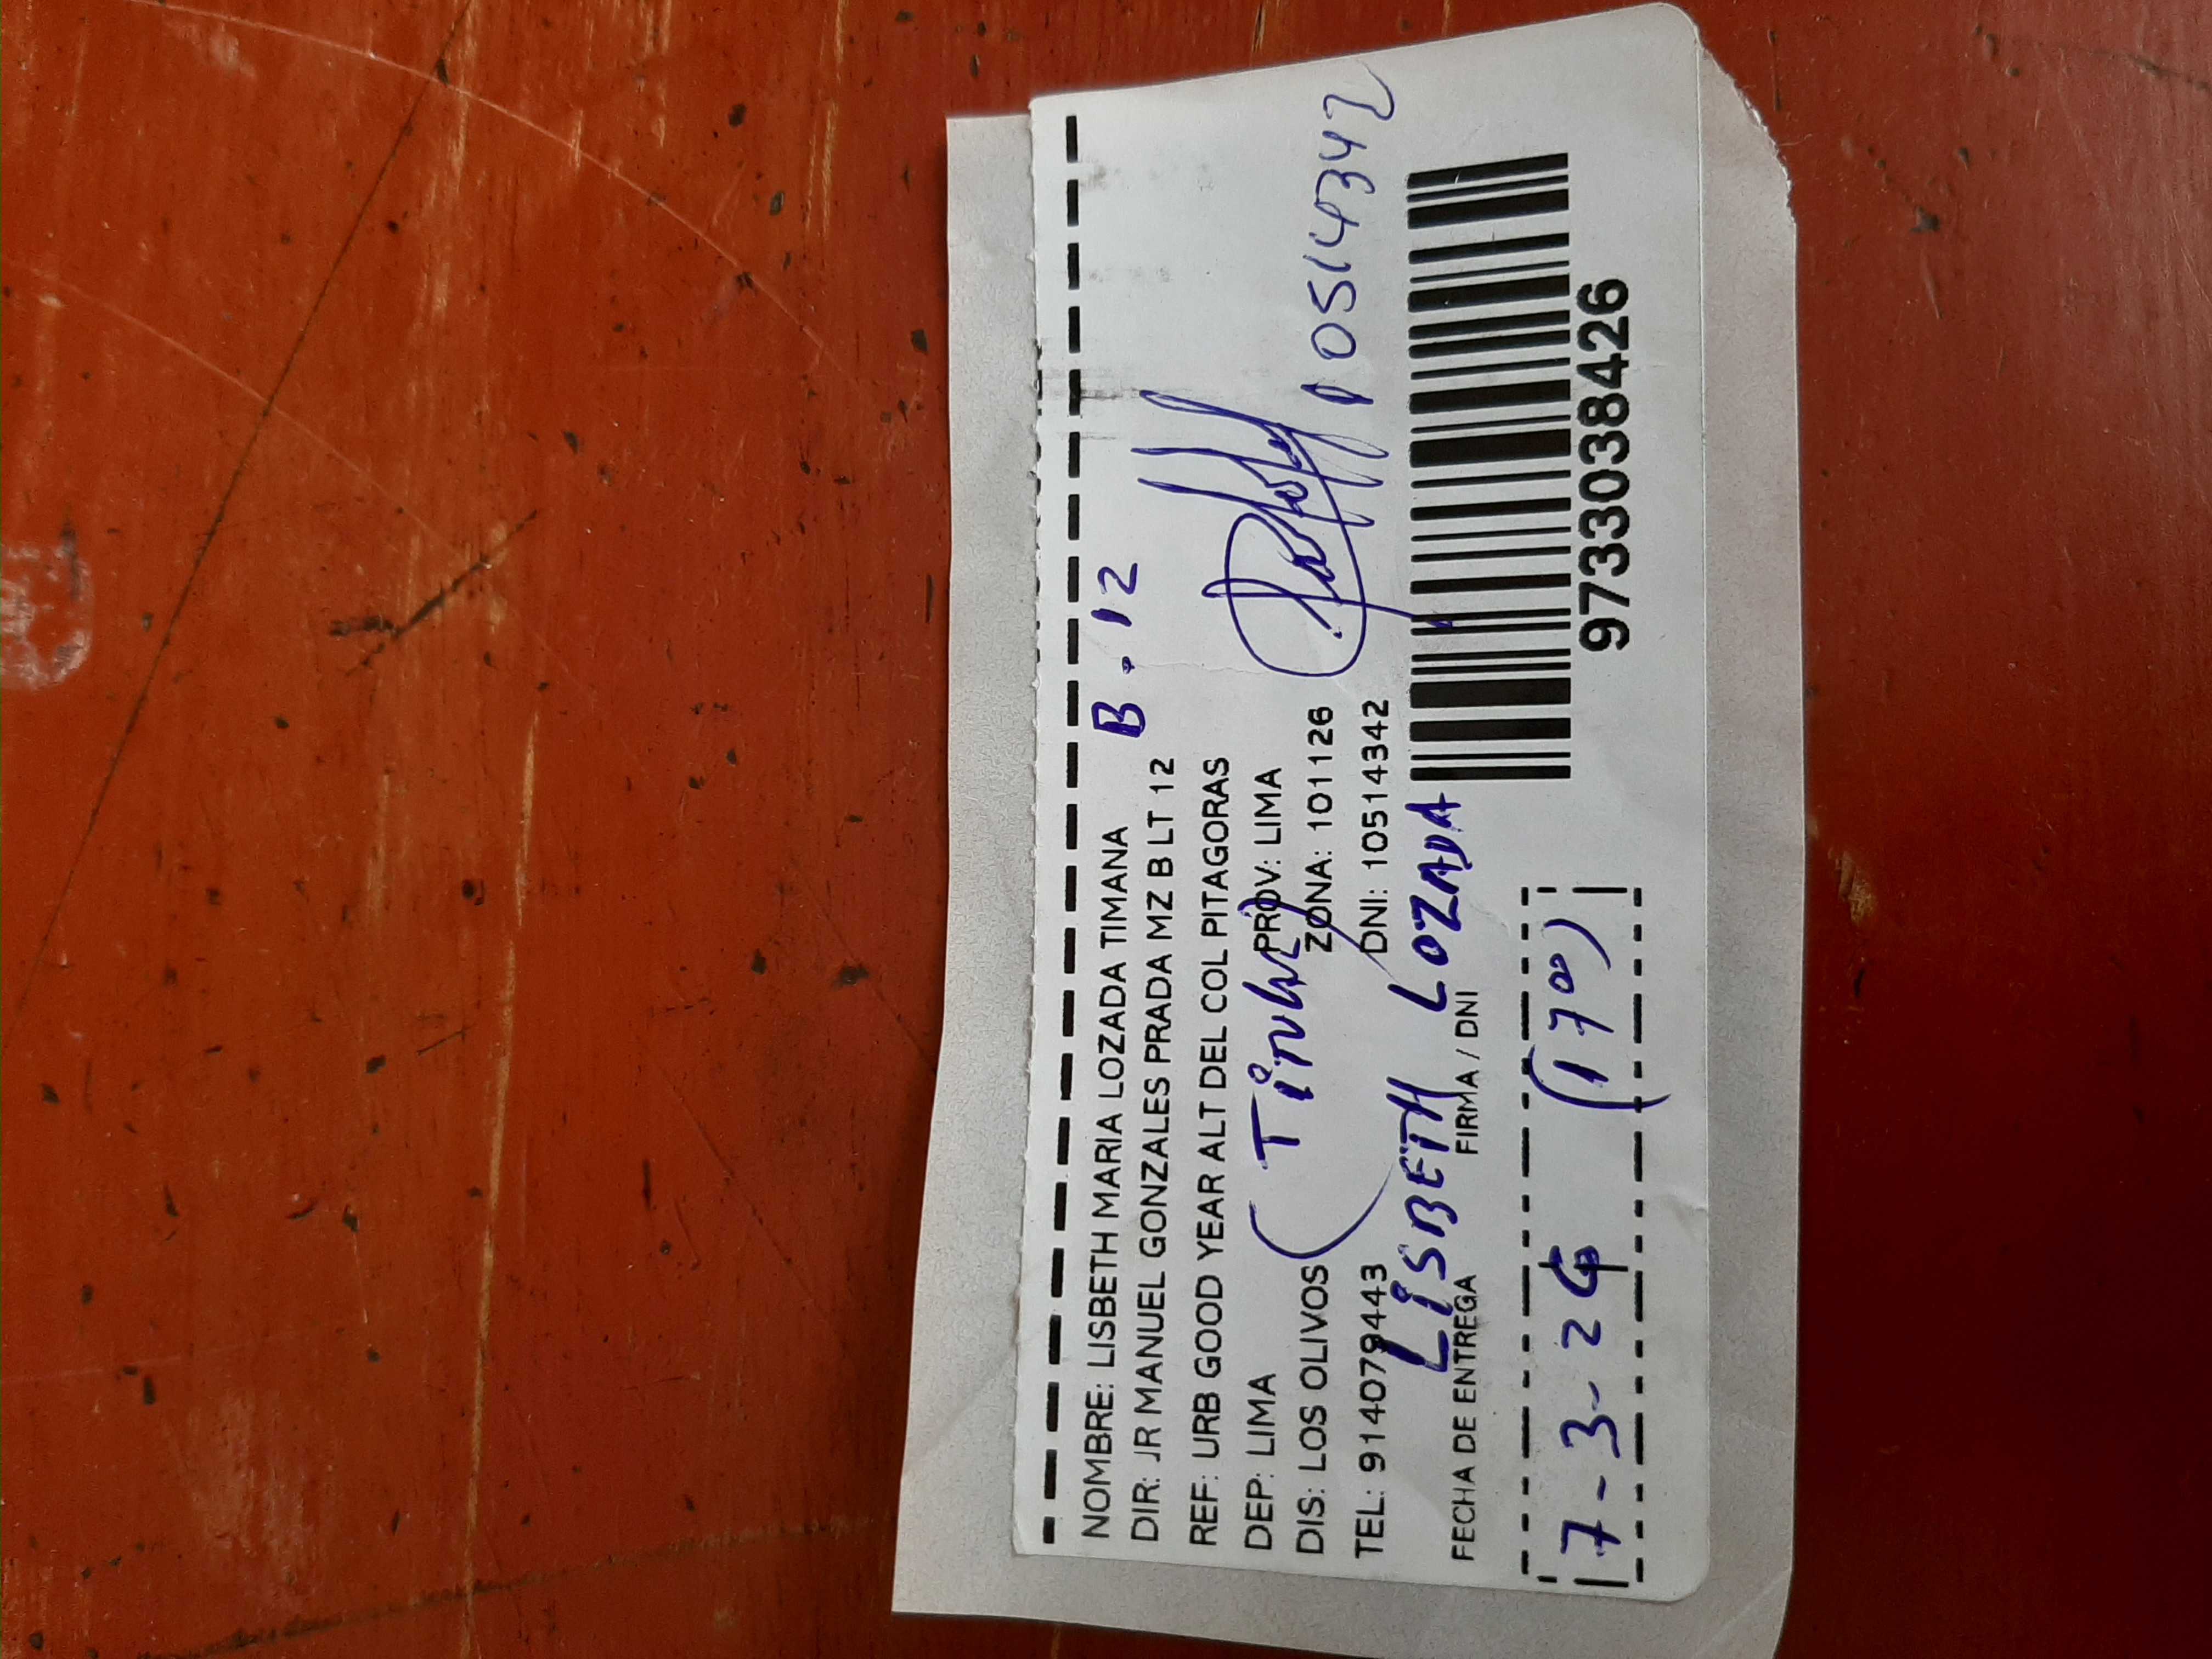 NOMBRE: LISBETH MARIA LOZADA TIMANA
B.12
DIR: JR MANUEL GONZALES PRADA MZ B LT 12
REF: URB GOOD YEAR ALT DEL COL PITAGORAS
DEP: LIMA PROV: LIMA
(Titular)
DIS: LOS OLIVOS ZONA: 101126
10514342
TEL: 914079443 DNI: 10514342
LISBETH LOZADA
FECHA DE ENTREGA FIRMA / DNI
7-3-24 (1700)
9733038426